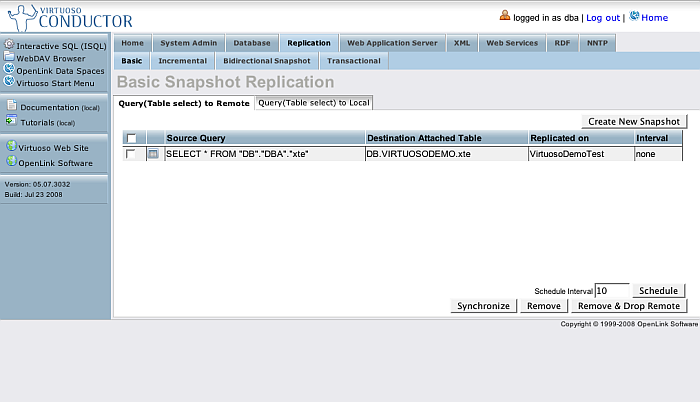 VIRTUOSO
CONDUCTOR
logged in as dba | Log out | Home
Interactive SQL (ISQL)
WebDAV Browser
OpenLink Data Spaces
Virtuoso Start Menu
Documentation (local)
Tutorials (local)
Virtuoso Web Site
OpenLink Software
Version: 05.07.3032
Build: Jul 23 2008
Home System Admin Database Replication Web Application Server XML Web Services RDF NNTP
Basic Incremental Bidirectional Snapshot Transactional
Basic Snapshot Replication
Query(Table select) to Remote Query(Table select) to Local
Create New Snapshot
Source Query Destination Attached Table Replicated on Interval
SELECT * FROM "DB"."DBA"."xte" DB.VIRTUOSODEMO.xte VirtuosoDemoTest none
Schedule Interval 10 Schedule
Synchronize Remove Remove & Drop Remote
Copyright © 1999-2008 OpenLink Software